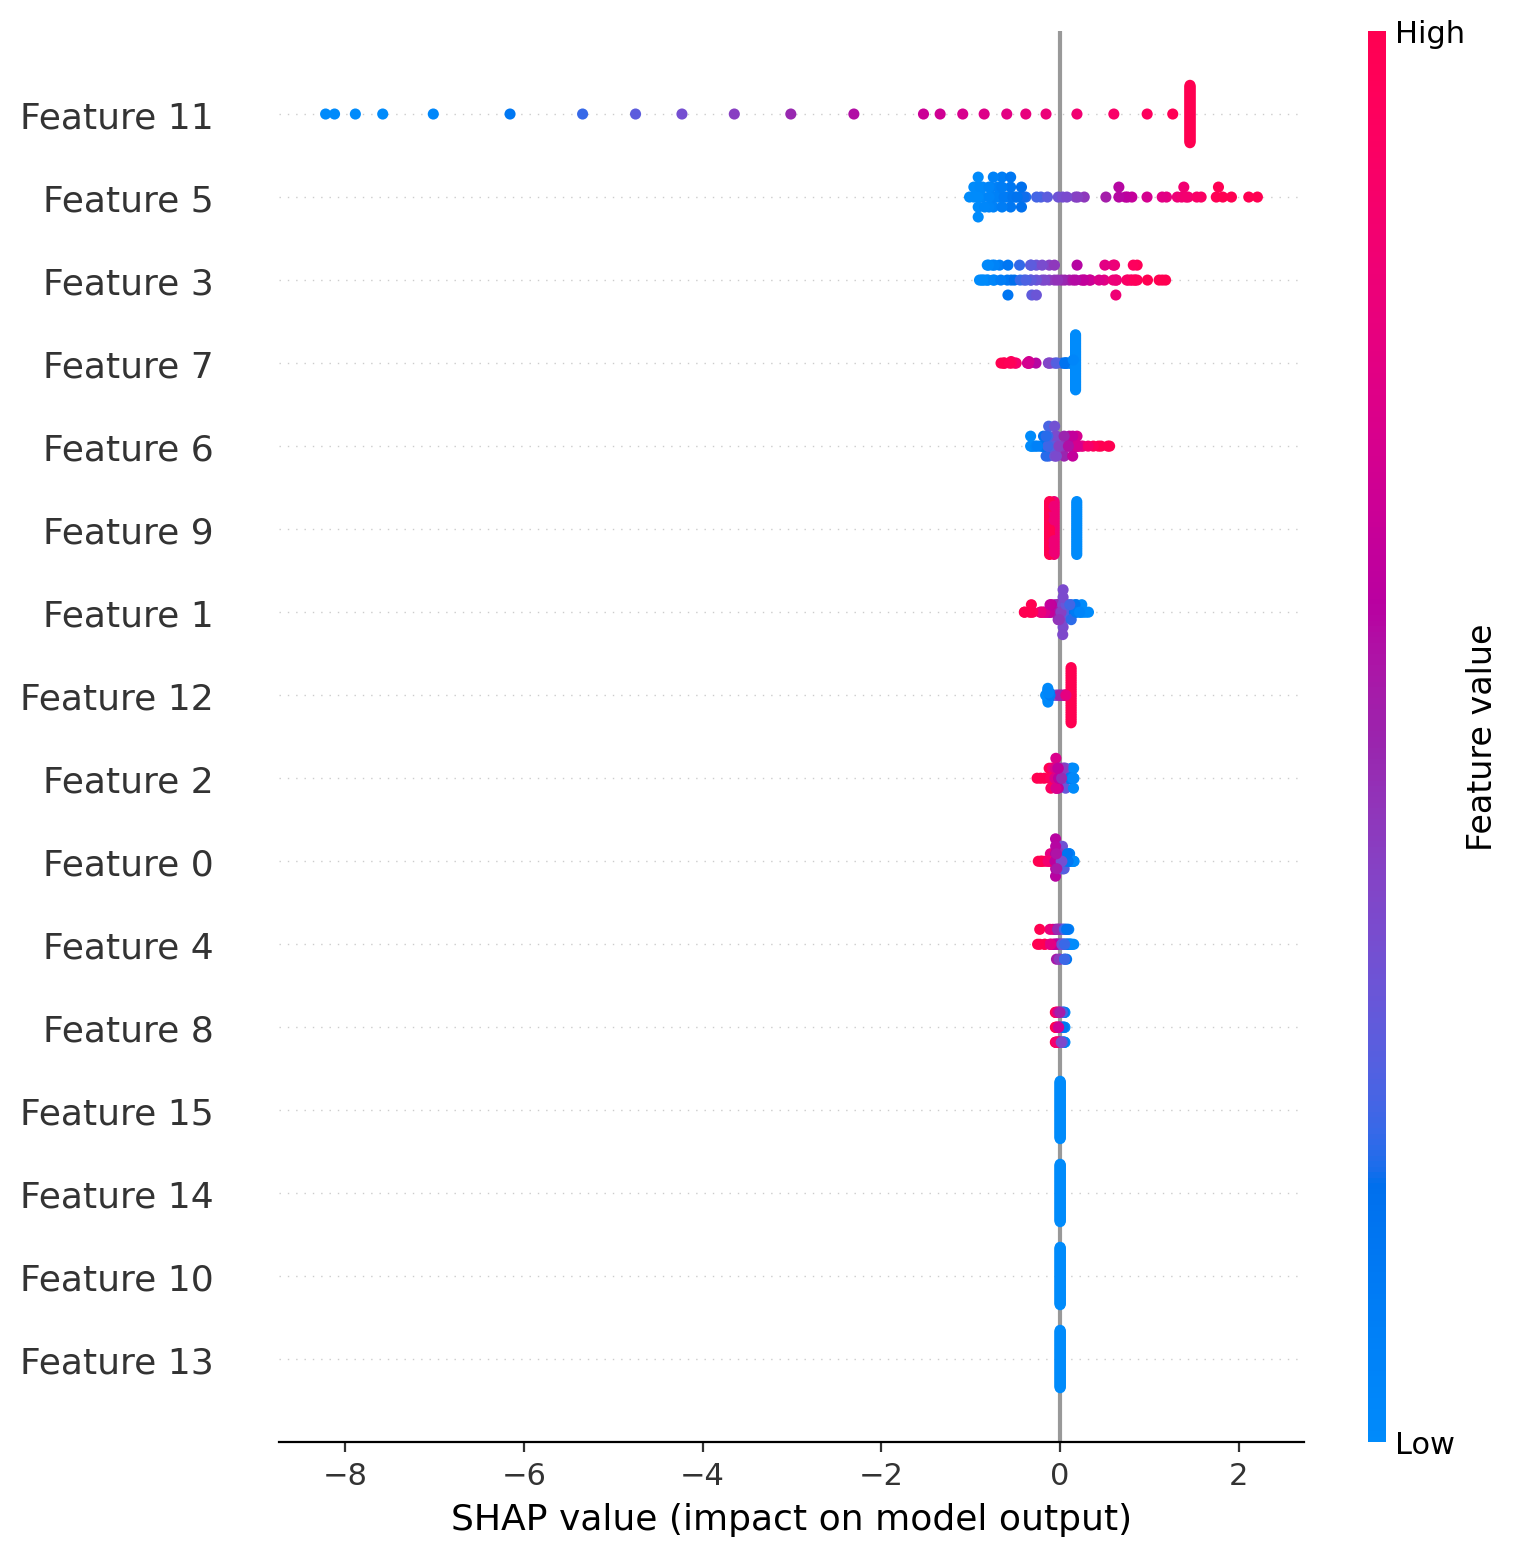 High
Feature 11
Feature 5
Feature 3
Feature 7
Feature 6
Feature 9
Feature 1
Feature 12
Feature 2
Feature 0
Feature 4
Feature 8
Feature 15
Feature 14
Feature 10
Feature 13
Feature value
Low
−8 −6 −4 −2 0 2
SHAP value (impact on model output)